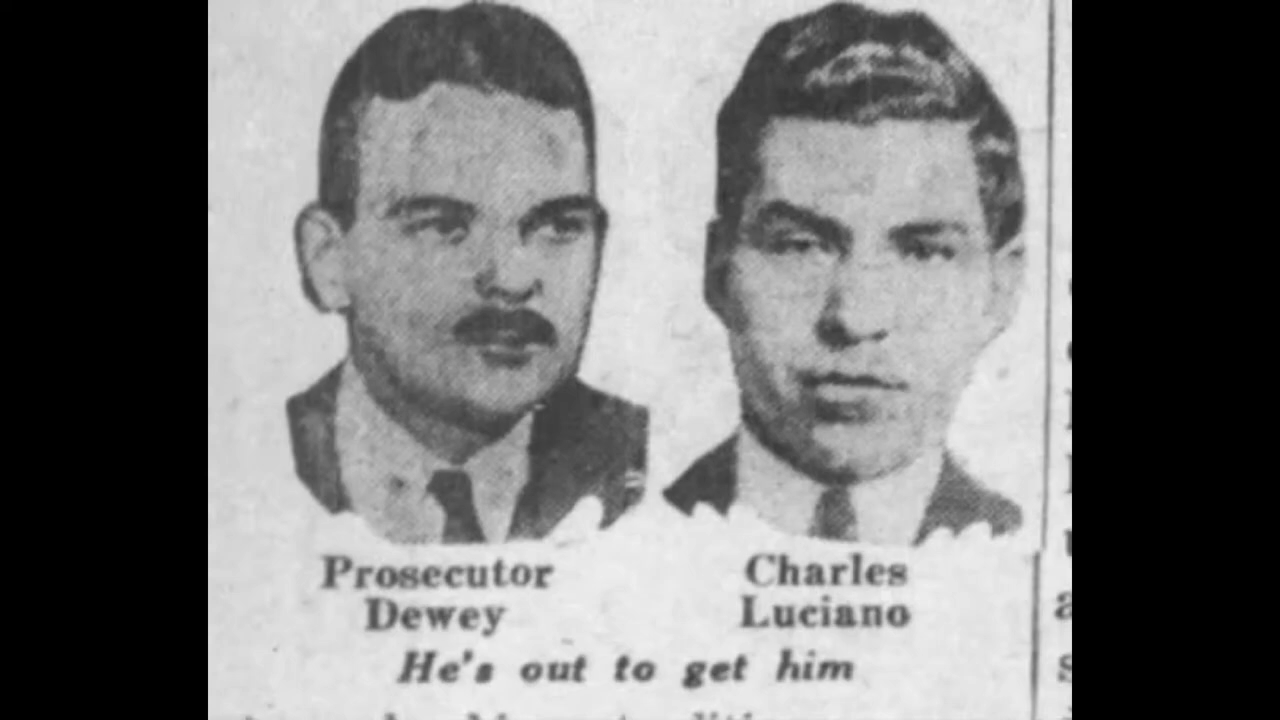 Prosecutor
Dewey
Charles
Luciano
He's out to get him